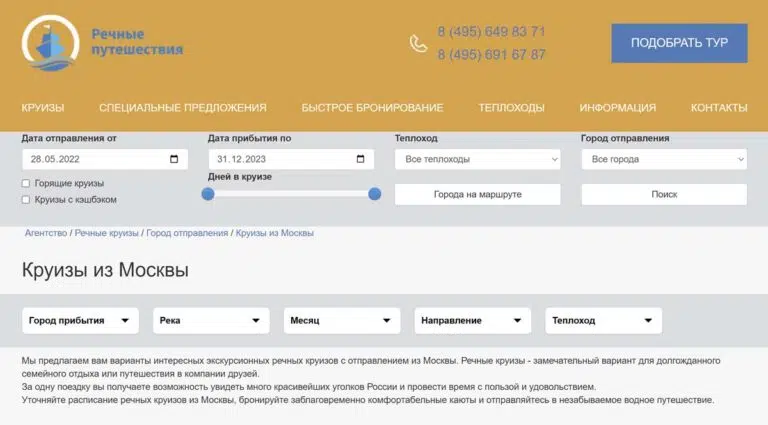 Речные
путешествия
8 (495) 649 83 71
8 (495) 691 67 87
ПОДОБРАТЬ ТУР
КРУИЗЫ СПЕЦИАЛЬНЫЕ ПРЕДЛОЖЕНИЯ БЫСТРОЕ БРОНИРОВАНИЕ ТЕПЛОХОДЫ ИНФОРМАЦИЯ КОНТАКТЫ
Дата отправления от Дата прибытия по Теплоход Город отправления
28.05.2022 31.12.2023 Все теплоходы Все города
Горящие круизы Дней в круизе
Круизы с кэшбэком Города на маршруте Поиск
Агентство / Речные круизы / Город отправления / Круизы из Москвы
Круизы из Москвы
Город прибытия Река Месяц Направление Теплоход
Мы предлагаем вам варианты интересных экскурсионных речных круизов с отправлением из Москвы. Речные круизы - замечательный вариант для долгожданного
семейного отдыха или путешествия в компании друзей.
За одну поездку вы получаете возможность увидеть много красивейших уголков России и провести время с пользой и удовольствием.
Уточняйте расписание речных круизов из Москвы, бронируйте заблаговременно комфортабельные каюты и отправляйтесь в незабываемое водное путешествие.